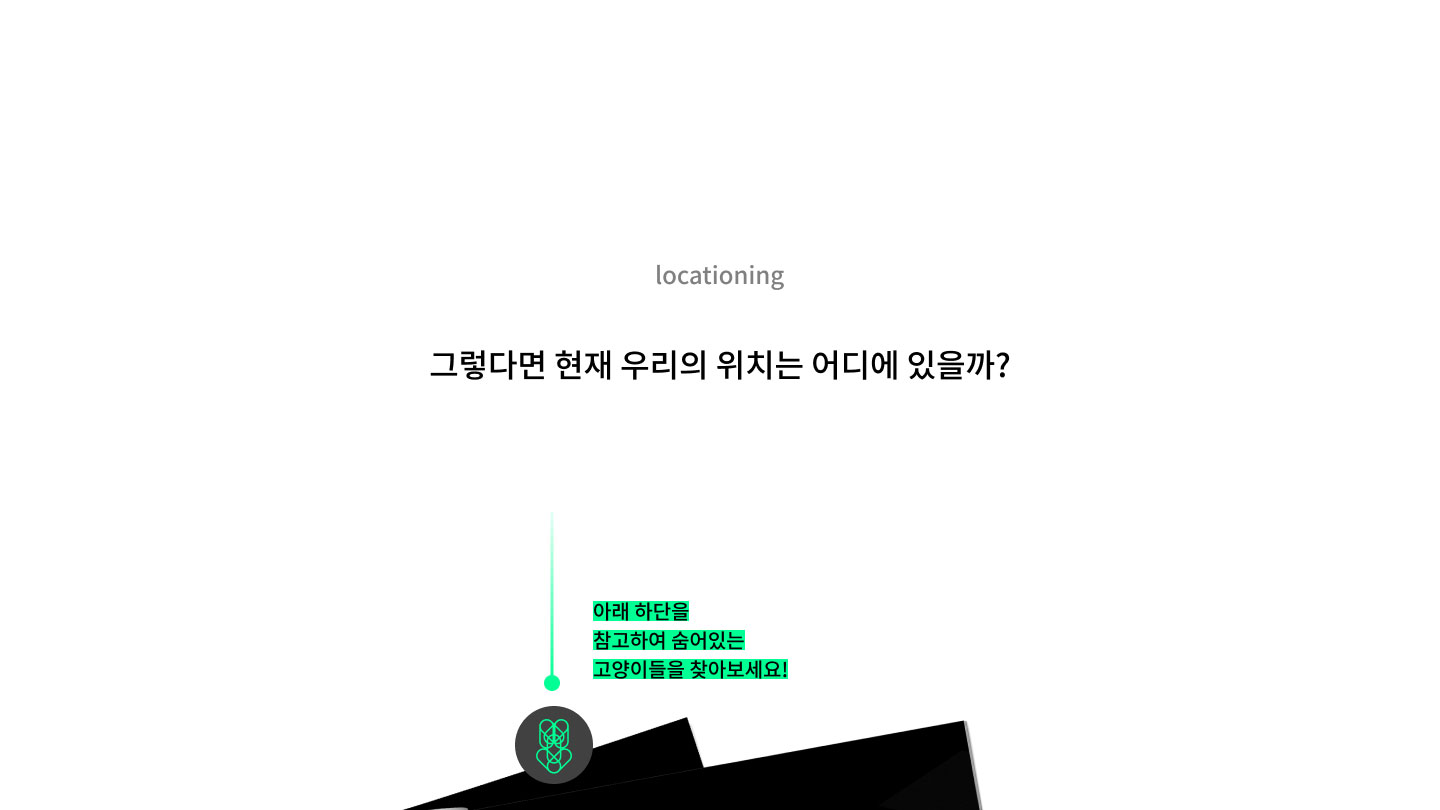 locationing
그렇다면 현재 우리의 위치는 어디에 있을까?
아래 하단을
참고하여 숨어있는
고양이들을 찾아보세요!